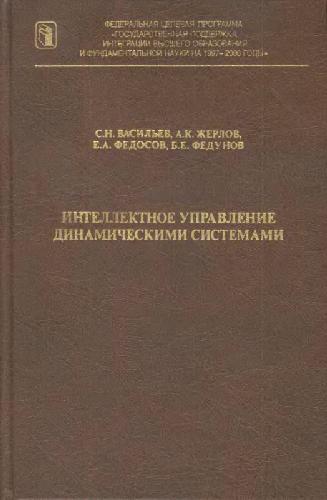 ФЕДЕРАЛЬНАЯ ЦЕЛЕВАЯ ПРОГРАММА
«ГОСУДАРСТВЕННАЯ ПОДДЕРЖКА
ИНТЕГРАЦИИ ВЫСШЕГО ОБРАЗОВАНИЯ
И ФУНДАМЕНТАЛЬНОЙ НАУКИ НА 1997–2000 ГОДЫ»
С.Н. ВАСИЛЬЕВ, А.К. ЖЕРЛОВ,
Е.А. ФЕДОСОВ, Б.Е. ФЕДУНОВ
ИНТЕЛЛЕКТНОЕ УПРАВЛЕНИЕ
ДИНАМИЧЕСКИМИ СИСТЕМАМИ